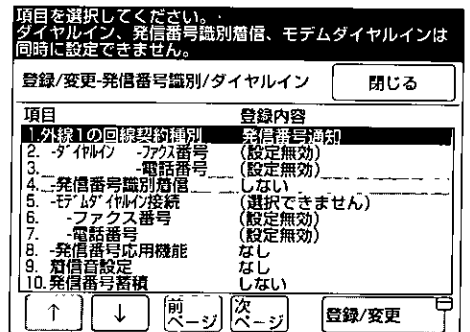 項目を選択してください。
ダイヤルイン、発信番号識別着信、モデムダイヤルインは
同時に設定できません。
登録/変更-発信番号識別/ダイヤルイン 閉じる
項目 登録内容
1.外線1の回線契約種別 発信番号通知
2. -ダイヤルイン -ファクス番号 (設定無効)
3. -電話番号 (設定無効)
4. -発信番号識別着信 しない
5. -モデムダイヤルイン接続 (選択できません)
6. -ファクス番号 (設定無効)
7. -電話番号 (設定無効)
8. -発信番号応用機能 なし
9. 着信音設定 なし
10.発信番号蓄積 しない
↑ ↓ 前ページ 次ページ 登録/変更